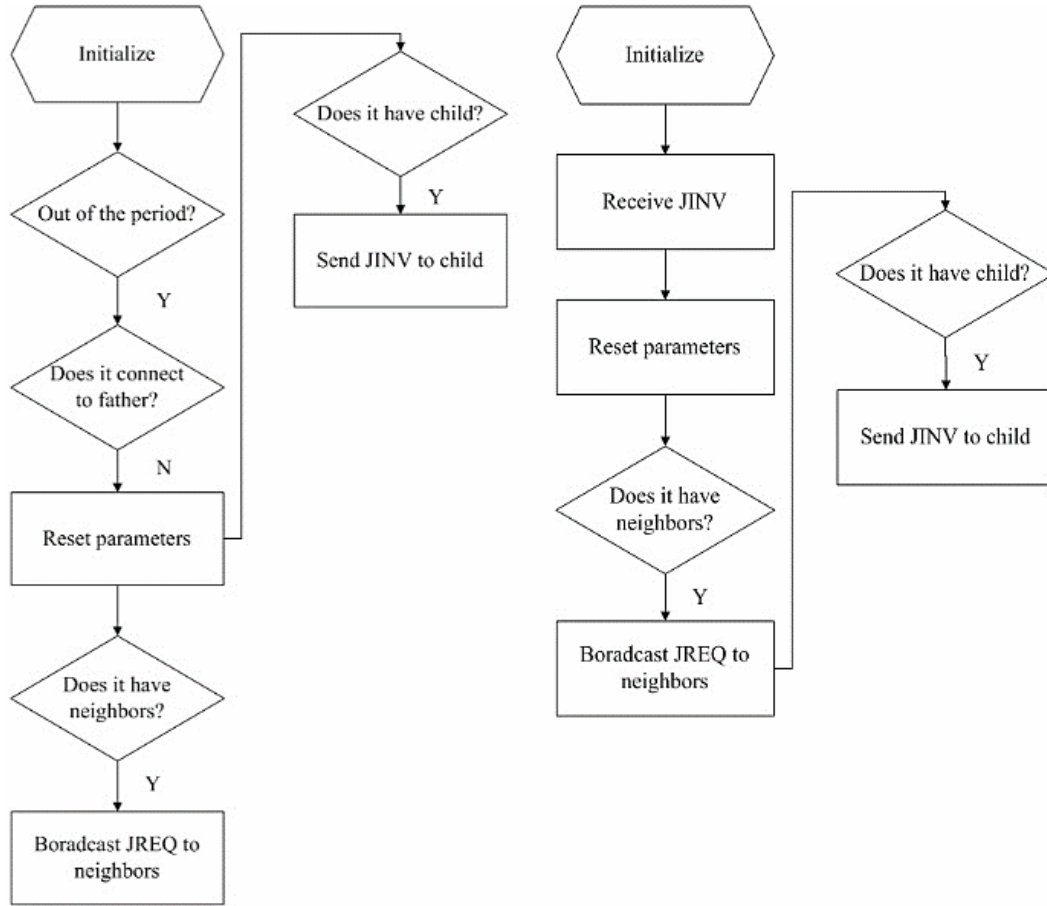 Initialize
Out of the period?
Y
Does it connect
to father?
N
Reset parameters
Does it have
neighbors?
Y
Boradcast JREQ to
neighbors
Does it have child?
Y
Send JINV to child
Initialize
Receive JINV
Reset parameters
Does it have
neighbors?
Y
Boradcast JREQ to
neighbors
Does it have child?
Y
Send JINV to child